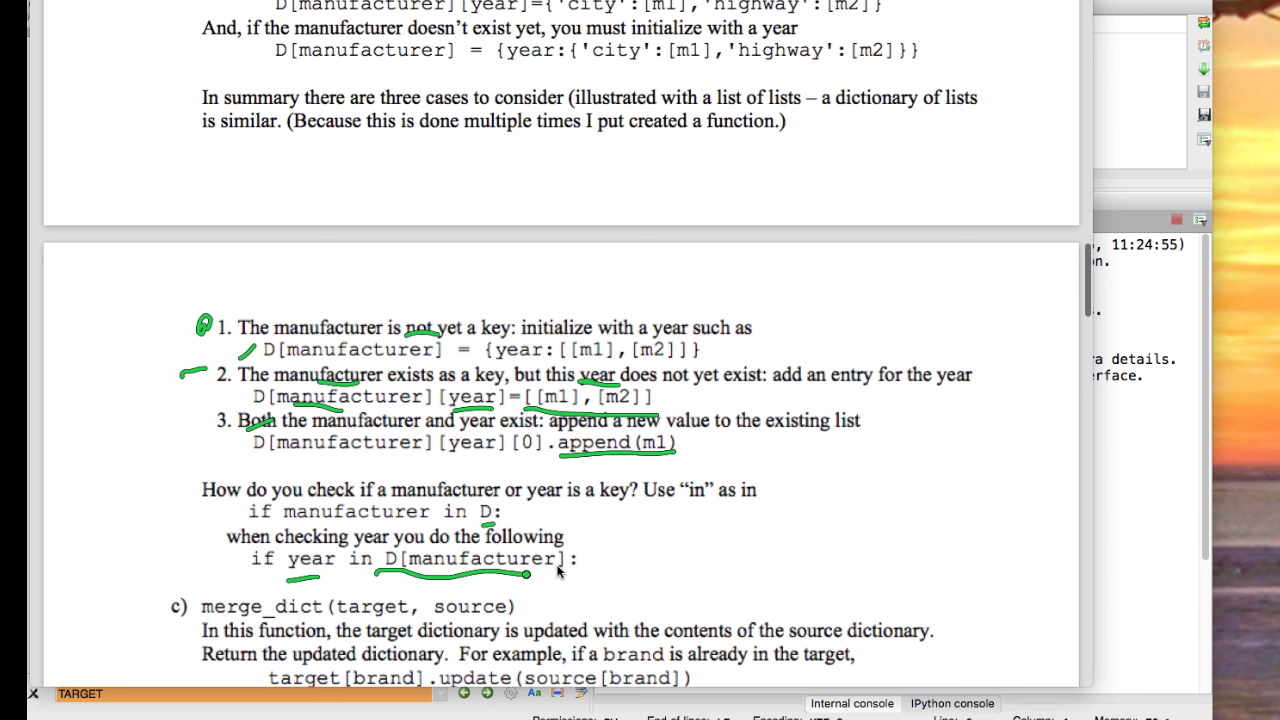 D[manufacturer][year]={'city':[m1],'highway':[m2]}
And, if the manufacturer doesn't exist yet, you must initialize with a year
D[manufacturer] = {year:{'city':[m1],'highway':[m2]}}
In summary there are three cases to consider (illustrated with a list of lists – a dictionary of lists
is similar. (Because this is done multiple times I put created a function.)
1. The manufacturer is not yet a key: initialize with a year such as
D[manufacturer] = {year:[[m1],[m2]]}
2. The manufacturer exists as a key, but this year does not yet exist: add an entry for the year
D[manufacturer][year]=[[m1],[m2]]
3. Both the manufacturer and year exist: append a new value to the existing list
D[manufacturer][year][0].append(m1)
How do you check if a manufacturer or year is a key? Use “in” as in
if manufacturer in D:
when checking year you do the following
if year in D[manufacturer]:
c) merge_dict(target, source)
In this function, the target dictionary is updated with the contents of the source dictionary.
Return the updated dictionary. For example, if a brand is already in the target,
target[brand].update(source[brand])
, 11:24:55)
on.
s.
ra details.
erface.
TARGET
Aa
Internal console
IPython console